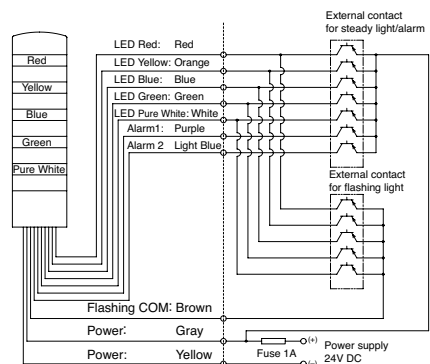 External contact
for steady light/alarm
LED Red: Red
LED Yellow: Orange
LED Blue: Blue
LED Green: Green
LED Pure White: White
Alarm1: Purple
Alarm 2 Light Blue
Red
Yellow
Blue
Green
Pure White
External contact
for flashing light
Flashing COM: Brown
Power: Gray
Power: Yellow
Fuse 1A
(+)
(−)
Power supply
24V DC